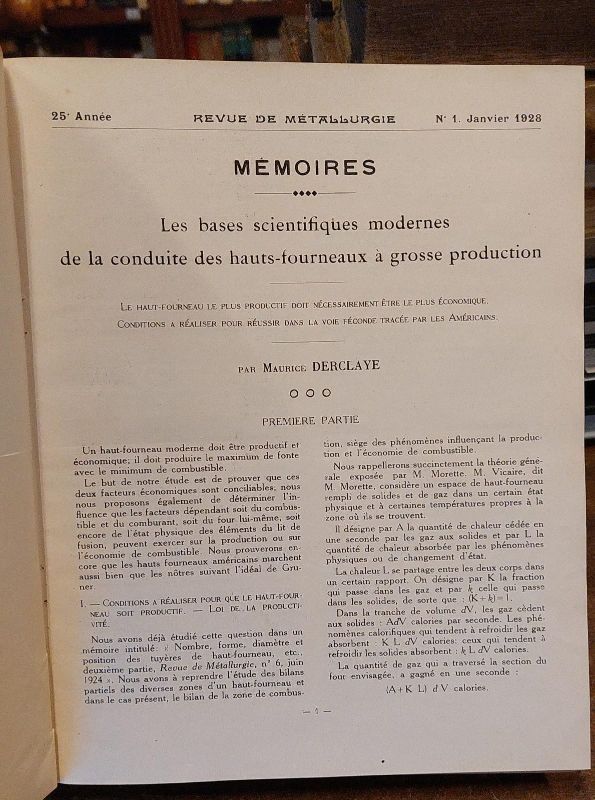 25e Année REVUE DE MÉTALLURGIE N° 1. Janvier 1928
MÉMOIRES
Les bases scientifiques modernes
de la conduite des hauts-fourneaux à grosse production
Le haut-fourneau le plus productif doit nécessairement être le plus économique.
Conditions a réaliser pour réussir dans la voie féconde tracée par les Américains.
par Maurice DERCLAYE
PREMIERE PARTIE
Un haut-fourneau moderne doit être productif et
économique; il doit produire le maximum de fonte
avec le minimum de combustible.
Le but de notre étude est de prouver que ces
deux facteurs économiques sont conciliables; nous
nous proposons également de déterminer l'in-
fluence que les facteurs dépendant soit du combus-
tible et du comburant, soit du four lui-même, soit
encore de l'état physique des éléments du lit de
fusion, peuvent exercer sur la production ou sur
l'économie de combustible. Nous prouverons en-
core que les hauts fourneaux américains marchent
aussi bien que les nôtres suivant l'idéal de Gru-
ner.
I. — Conditions a réaliser pour que le haut-four-
neau soit productif. — Loi de la producti-
vité.
Nous avons déjà étudié cette question dans un
mémoire intitulé: « Nombre, forme, diamètre et
position des tuyères de haut-fourneau, etc.,
deuxième partie, Revue de Métallurgie, n° 6, juin
1924 ». Nous avons à reprendre l'étude des bilans
partiels des diverses zones d'un haut-fourneau et
dans le cas présent, le bilan de la zone de combus-
tion, siège des phénomènes influençant la produc-
tion et l'économie de combustible.
Nous rappellerons succinctement la théorie géné-
rale exposée par M. Morette. M. Vicaire, dit
M. Morette, considère un espace de haut-fourneau
rempli de solides et de gaz dans un certain état
physique et à certaines températures propres à la
zone où ils se trouvent.
Il désigne par A la quantité de chaleur cédée en
une seconde par les gaz aux solides et par L la
quantité de chaleur absorbée par les phénomènes
physiques ou de changement d'état.
La chaleur L se partage entre les deux corps dans
un certain rapport. On désigne par K la fraction
qui passe dans les gaz et par k celle qui passe
dans les solides, de sorte que : (K + k) = 1.
Dans la tranche de volume dV, les gaz cèdent
aux solides : AdV calories par seconde. Les phé-
nomènes calorifiques qui tendent à refroidir les gaz
absorbent : K L dV calories; ceux qui tendent à
refroidir les solides absorbent : k L dV calories.
La quantité de gaz qui a traversé la section du
four envisagée, a gagné en une seconde :
(A + K L) dV calories.
— 1 —